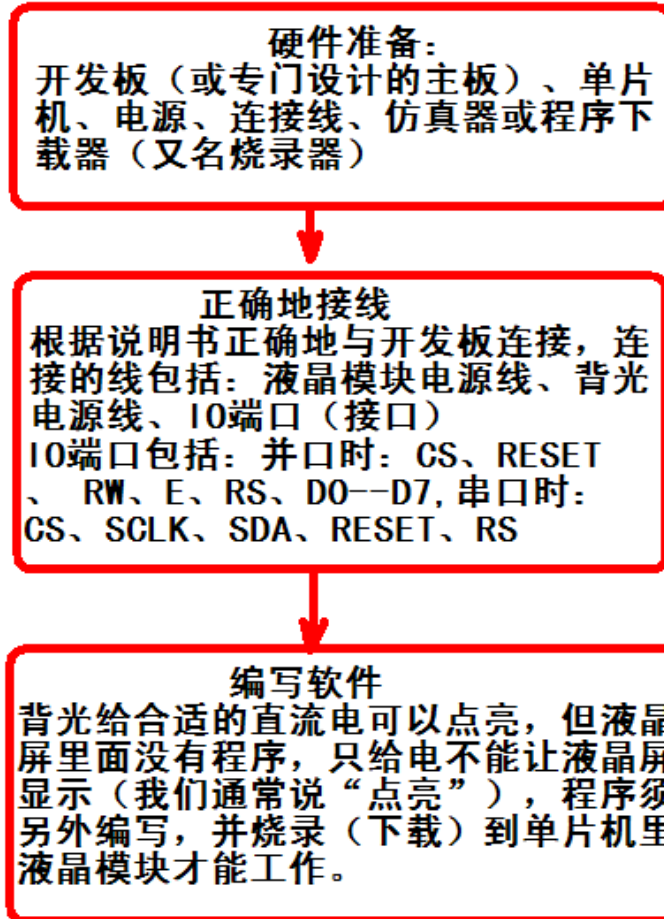 硬件准备：
开发板（或专门设计的主板）、单片
机、电源、连接线、仿真器或程序下
载器（又名烧录器）
正确地接线
根据说明书正确地与开发板连接，连
接的线包括：液晶模块电源线、背光
电源线、IO端口（接口）
IO端口包括：并口时：CS、RESET
、 RW、E、RS、D0--D7,串口时：
CS、SCLK、SDA、RESET、RS
编写软件
背光给合适的直流电可以点亮，但液晶
屏里面没有程序，只给电不能让液晶屏
显示（我们通常说“点亮”），程序须
另外编写，并烧录（下载）到单片机里
液晶模块才能工作。